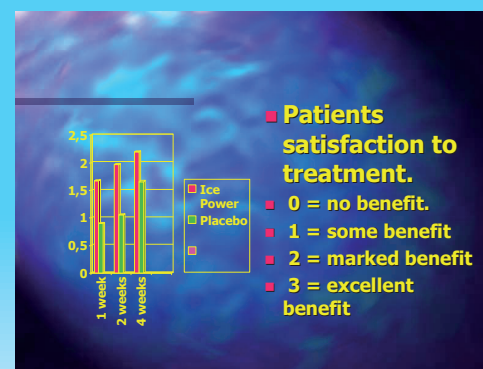 Patients
satisfaction to
treatment.
0 = no benefit.
1 = some benefit
2 = marked benefit
3 = excellent
benefit
2,5
2
1,5
1
0,5
0
1 week
2 weeks
4 weeks
Ice
Power
Placebo